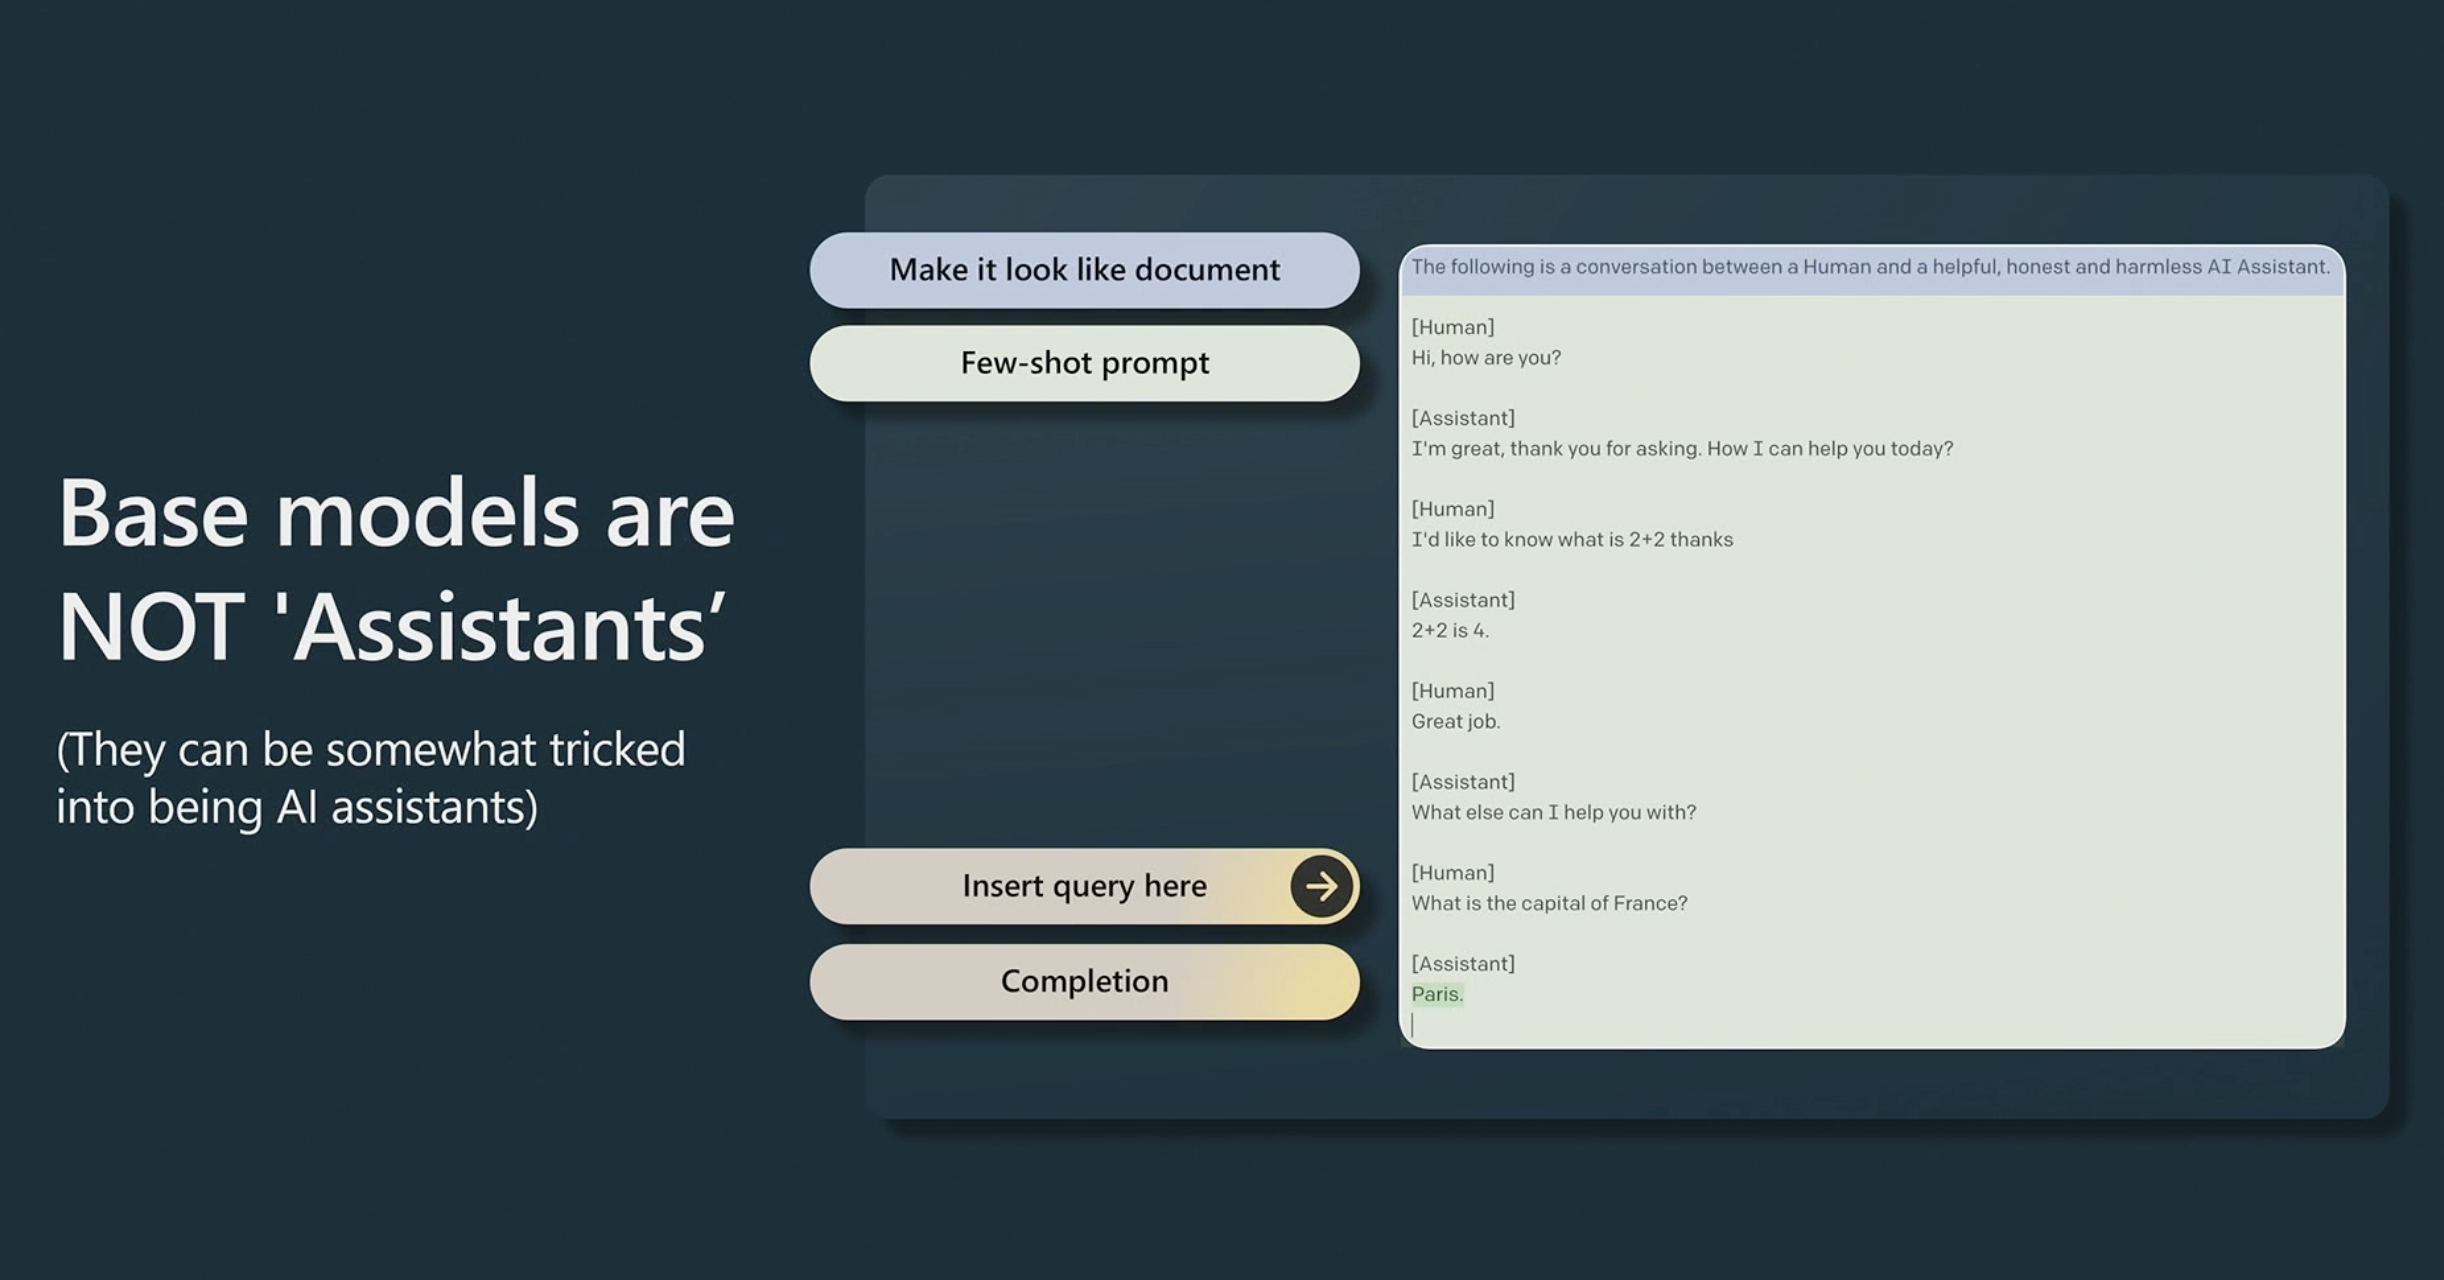 Base models are
NOT 'Assistants’
(They can be somewhat tricked
into being AI assistants)
Make it look like document
Few-shot prompt
Insert query here
Completion
The following is a conversation between a Human and a helpful, honest and harmless AI Assistant.
[Human]
Hi, how are you?
[Assistant]
I'm great, thank you for asking. How I can help you today?
[Human]
I'd like to know what is 2+2 thanks
[Assistant]
2+2 is 4.
[Human]
Great job.
[Assistant]
What else can I help you with?
[Human]
What is the capital of France?
[Assistant]
Paris.